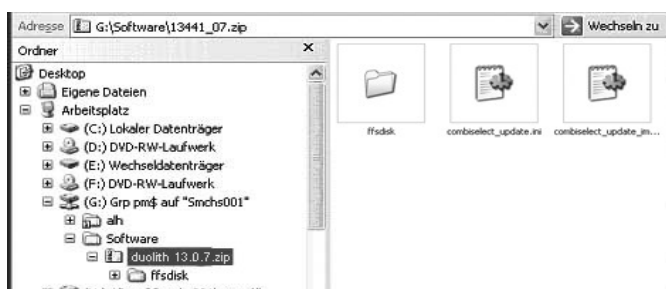 Adresse G:\Software\13441_07.zip Wechseln zu
Ordner
Desktop
Eigene Dateien
Arbeitsplatz
(C:) Lokaler Datenträger
(D:) DVD-RW-Laufwerk
(E:) Wechseldatenträger
(F:) DVD-RW-Laufwerk
(G:) Grp pm$ auf "Smchs001"
alh
Software
duolith 13.0.7.zip
ffsdisk
ffsdisk
combiselect_update.ini
combiselect_update_im...